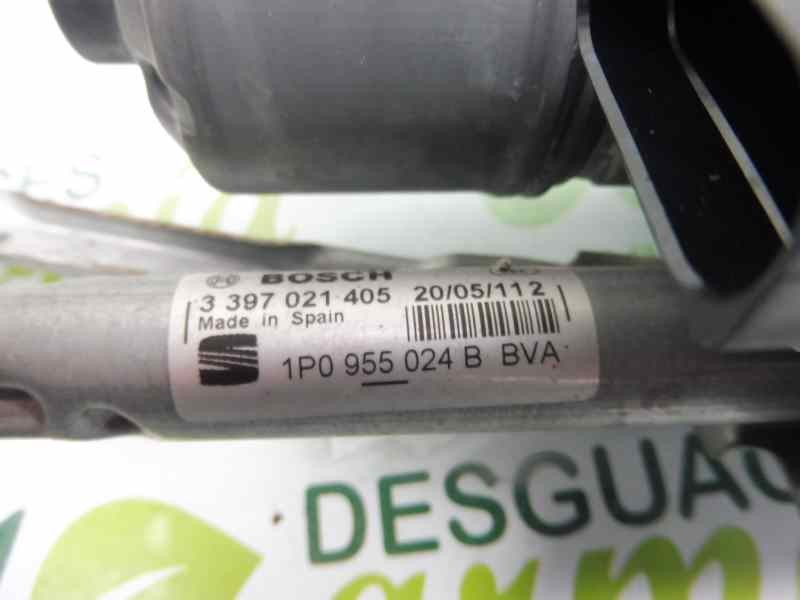 BOSCH
3 397 021 405 20/05/112
Made in Spain
1P0 955 024 B BVA
DESGUAC